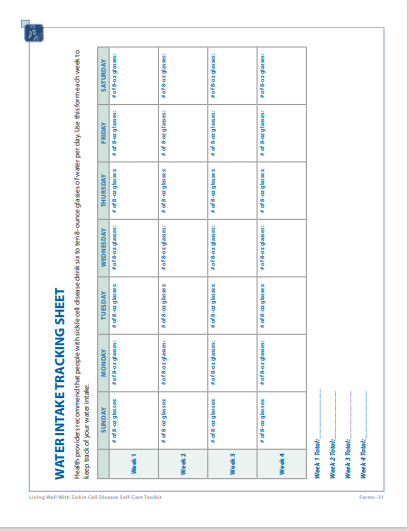 WATER INTAKE TRACKING SHEET
Health providers recommend that people with sickle cell disease drink six to ten 8-ounce glasses of water per day. Use this form each week to
keep track of your water intake.
SUNDAY MONDAY TUESDAY WEDNESDAY THURSDAY FRIDAY SATURDAY
Week 1 # of 8-oz glasses: # of 8-oz glasses: # of 8-oz glasses: # of 8-oz glasses: # of 8-oz glasses: # of 8-oz glasses: # of 8-oz glasses:
Week 2 # of 8-oz glasses: # of 8-oz glasses: # of 8-oz glasses: # of 8-oz glasses: # of 8-oz glasses: # of 8-oz glasses: # of 8-oz glasses:
Week 3 # of 8-oz glasses: # of 8-oz glasses: # of 8-oz glasses: # of 8-oz glasses: # of 8-oz glasses: # of 8-oz glasses: # of 8-oz glasses:
Week 4 # of 8-oz glasses: # of 8-oz glasses: # of 8-oz glasses: # of 8-oz glasses: # of 8-oz glasses: # of 8-oz glasses: # of 8-oz glasses:
Week 1 Total:
Week 2 Total:
Week 3 Total:
Week 4 Total:
Living Well With Sickle Cell Disease Self-Care Toolkit
Forms–31